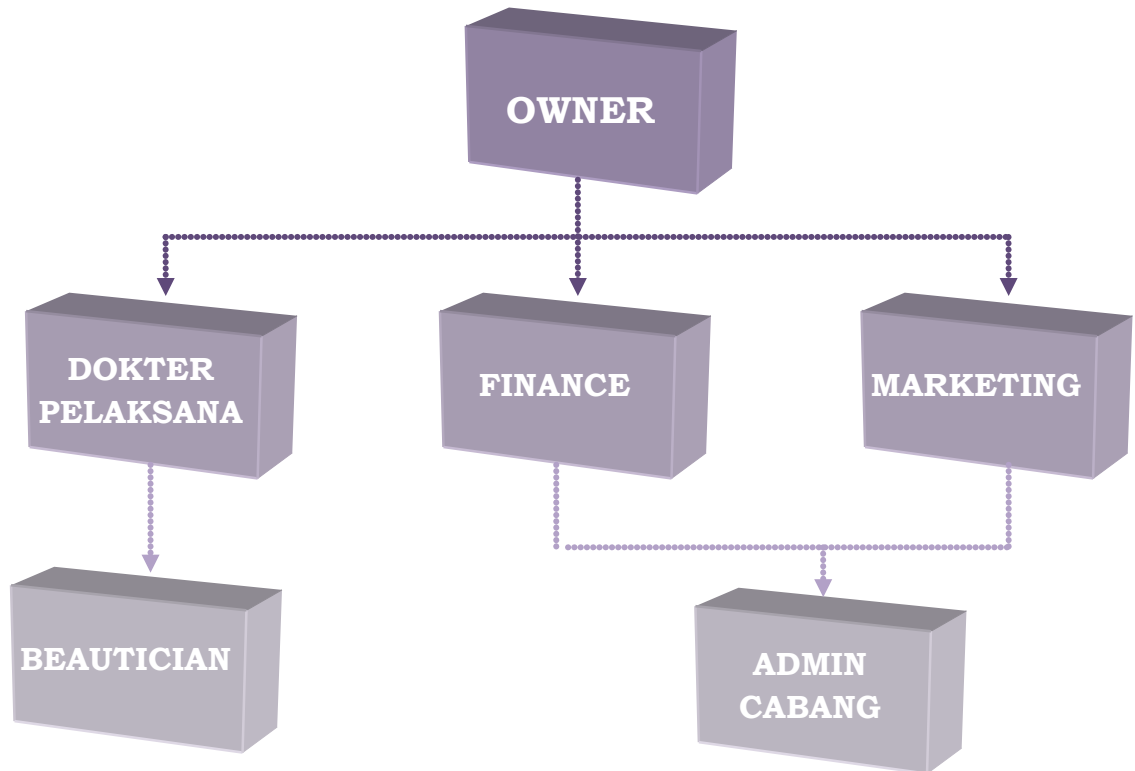 OWNER
DOKTER
PELAKSANA
FINANCE
MARKETING
BEAUTICIAN
ADMIN
CABANG